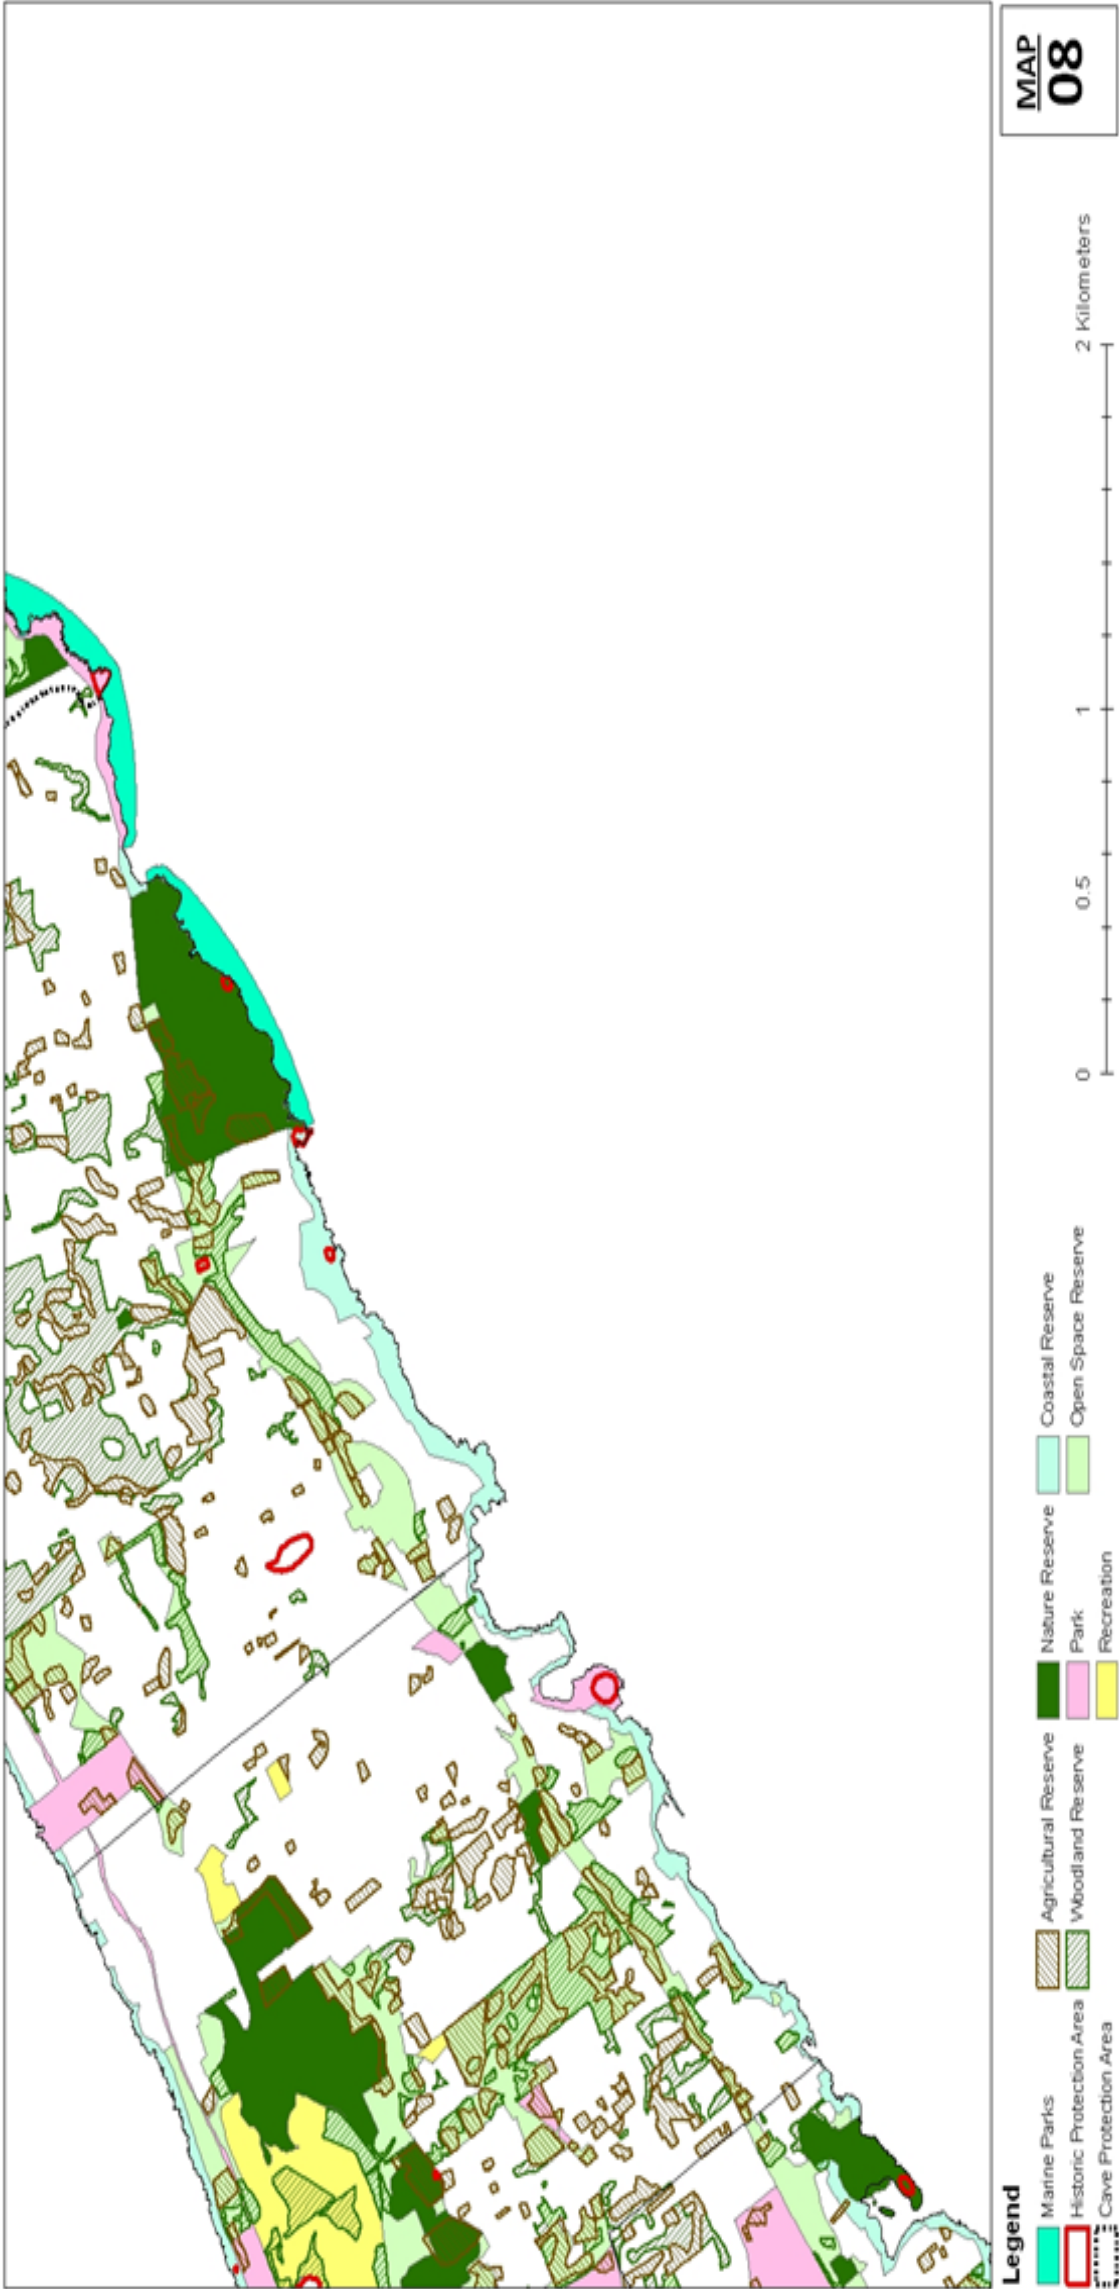 MAP
08
Legend
Marine Parks
Historic Protection Area
Cave Protection Area
Agricultural Reserve
Woodland Reserve
Nature Reserve
Park
Recreation
Coastal Reserve
Open Space Reserve
0 0.5 1 2 Kilometers